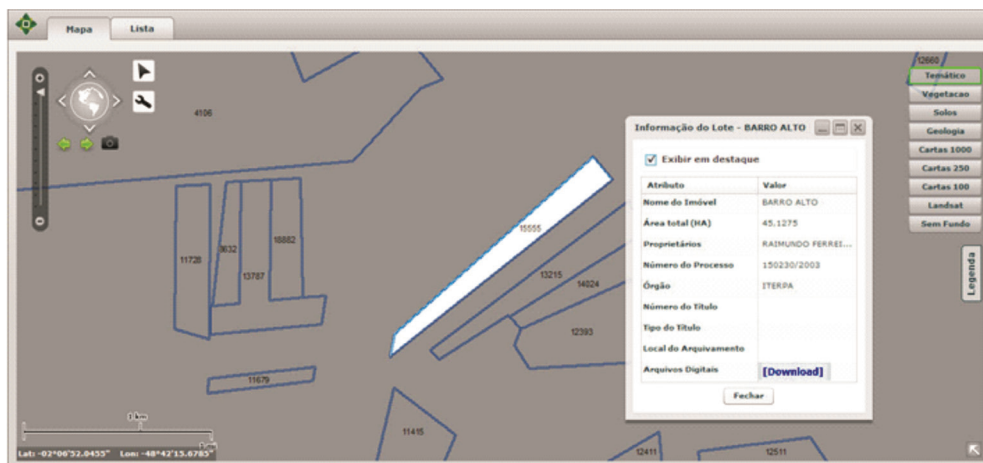 Mapa
Lista
12660
Temático
Vegetacao
Solos
Geologia
Cartas 1000
Cartas 250
Cartas 100
Landsat
Sem Fundo
Legenda
4106
11728
3832
13787
18882
11679
15555
13215
14024
12393
11415
12411
12511
Informação do Lote - BARRO ALTO
Exibir em destaque
Atributo Valor
Nome do Imóvel BARRO ALTO
Área total (HA) 45,1275
Proprietários RAIMUNDO FERREI...
Número do Processo 150230/2003
Órgão ITERPA
Número do Título
Tipo do Título
Local do Arquivamento
Arquivos Digitais [Download]
Fechar
1 km
Lat: -02°06'52.0455" Lon: -48°42'15.6785"